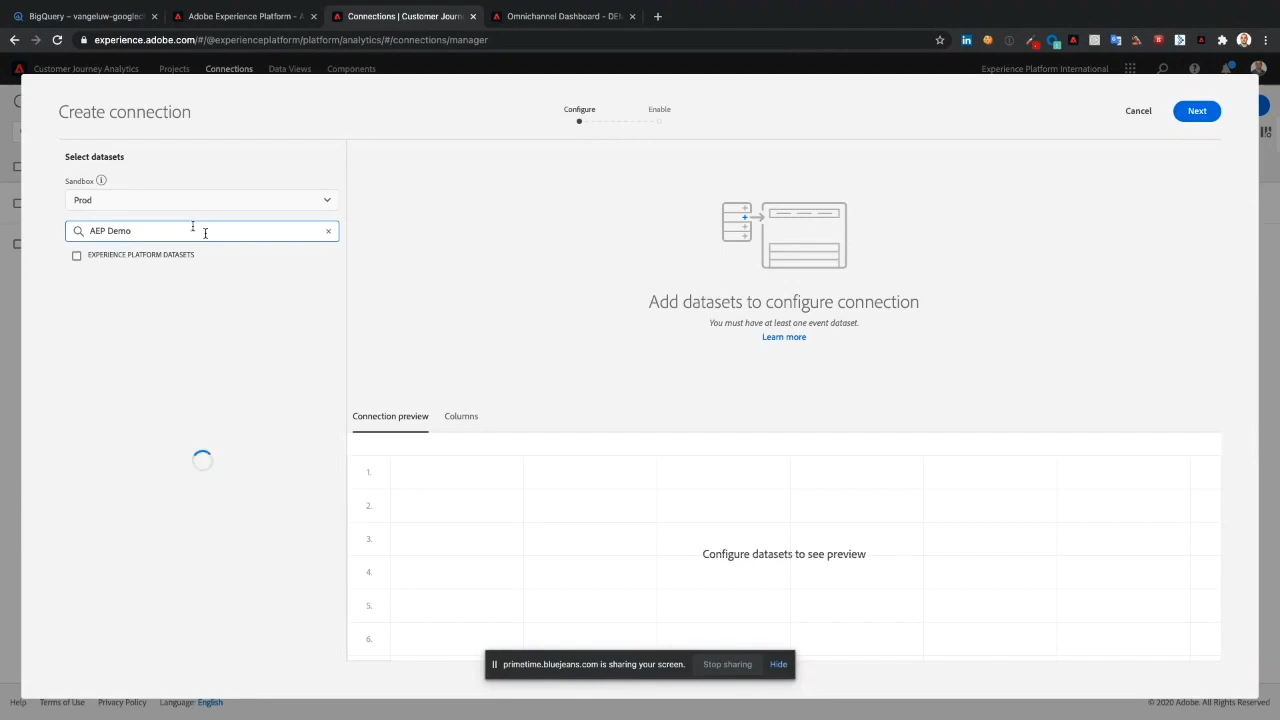 BigQuery – vangeluw-googlect
Adobe Experience Platform - A
Connections | Customer Journe
Omnichannel Dashboard - DEM
experience.adobe.com/#/@experienceplatform/platform/analytics/#/connections/manager
Customer Journey Analytics
Projects
Connections
Data Views
Components
Experience Platform International
Create connection
Configure
Enable
Cancel
Next
Select datasets
Sandbox
Prod
AEP Demo
EXPERIENCE PLATFORM DATASETS
Add datasets to configure connection
You must have at least one event dataset.
Learn more
Connection preview
Columns
1.
2.
3.
Configure datasets to see preview
4.
5.
6.
primetime.bluejeans.com is sharing your screen.
Stop sharing
Hide
Help
Terms of Use
Privacy Policy
Language: English
© 2020 Adobe. All Rights Reserved